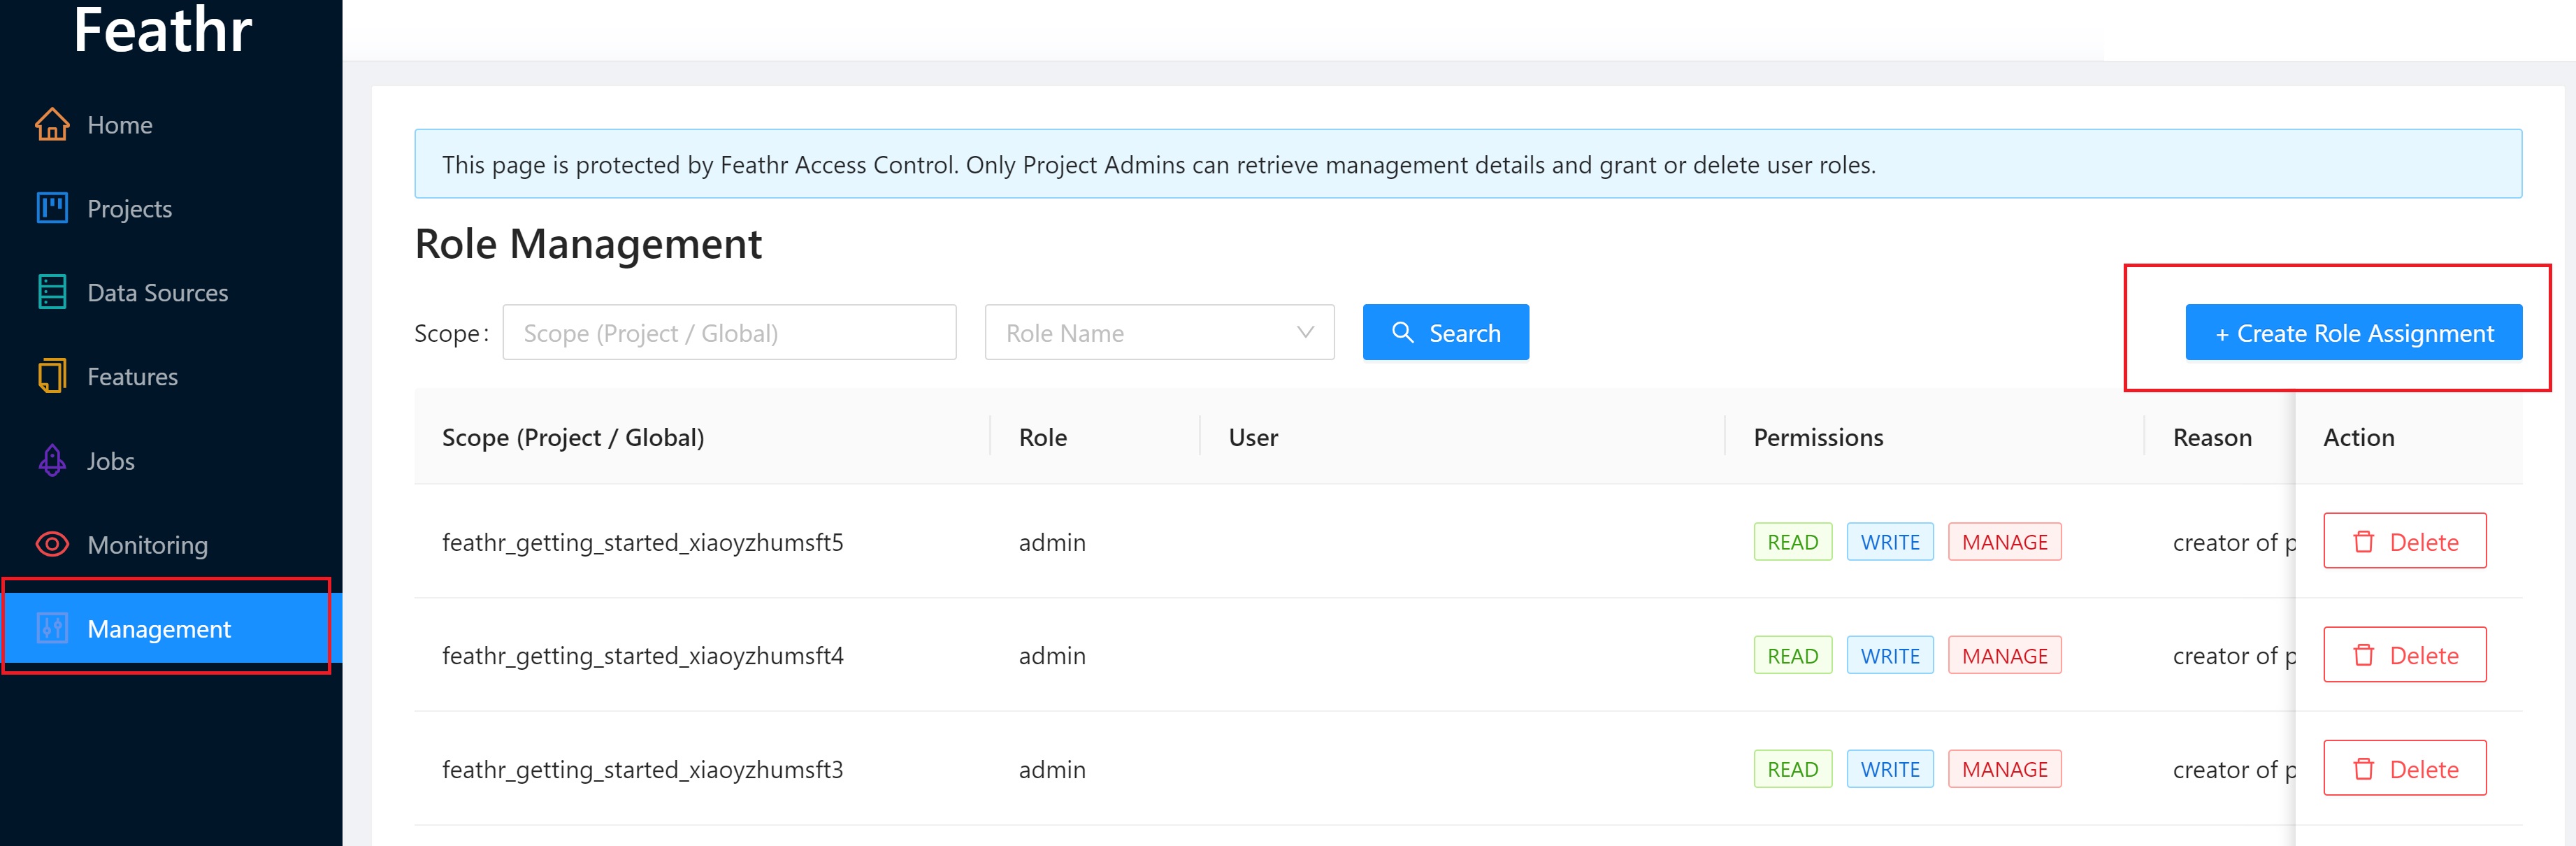 Feathr
Home
Projects
Data Sources
Features
Jobs
Monitoring
Management
This page is protected by Feathr Access Control. Only Project Admins can retrieve management details and grant or delete user roles.
Role Management
Scope : Scope (Project / Global) Role Name Search + Create Role Assignment
Scope (Project / Global) Role User Permissions Reason Action
feathr_getting_started_xiaoyzhumsft5 admin READ WRITE MANAGE creator of p Delete
feathr_getting_started_xiaoyzhumsft4 admin READ WRITE MANAGE creator of p Delete
feathr_getting_started_xiaoyzhumsft3 admin READ WRITE MANAGE creator of p Delete